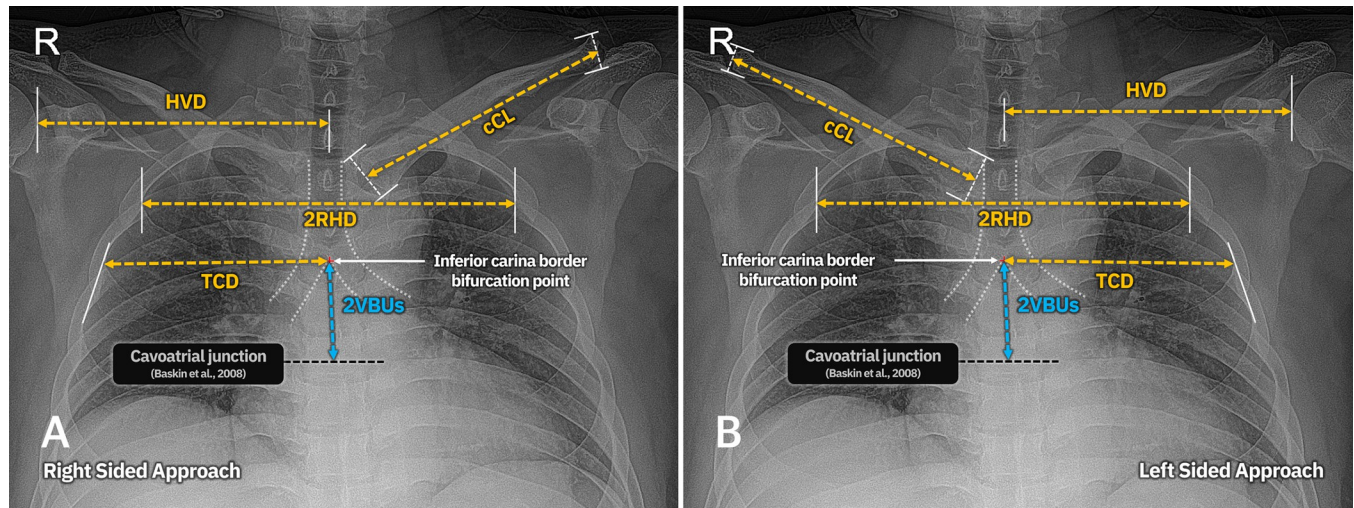 R
HVD
cCL
2RHD
Inferior carina border
bifurcation point
TCD
2VBUs
Cavoatrial junction
(Baskin et al., 2008)
A
Right Sided Approach
R
HVD
cCL
2RHD
Inferior carina border
bifurcation point
TCD
2VBUs
Cavoatrial junction
(Baskin et al., 2008)
B
Left Sided Approach